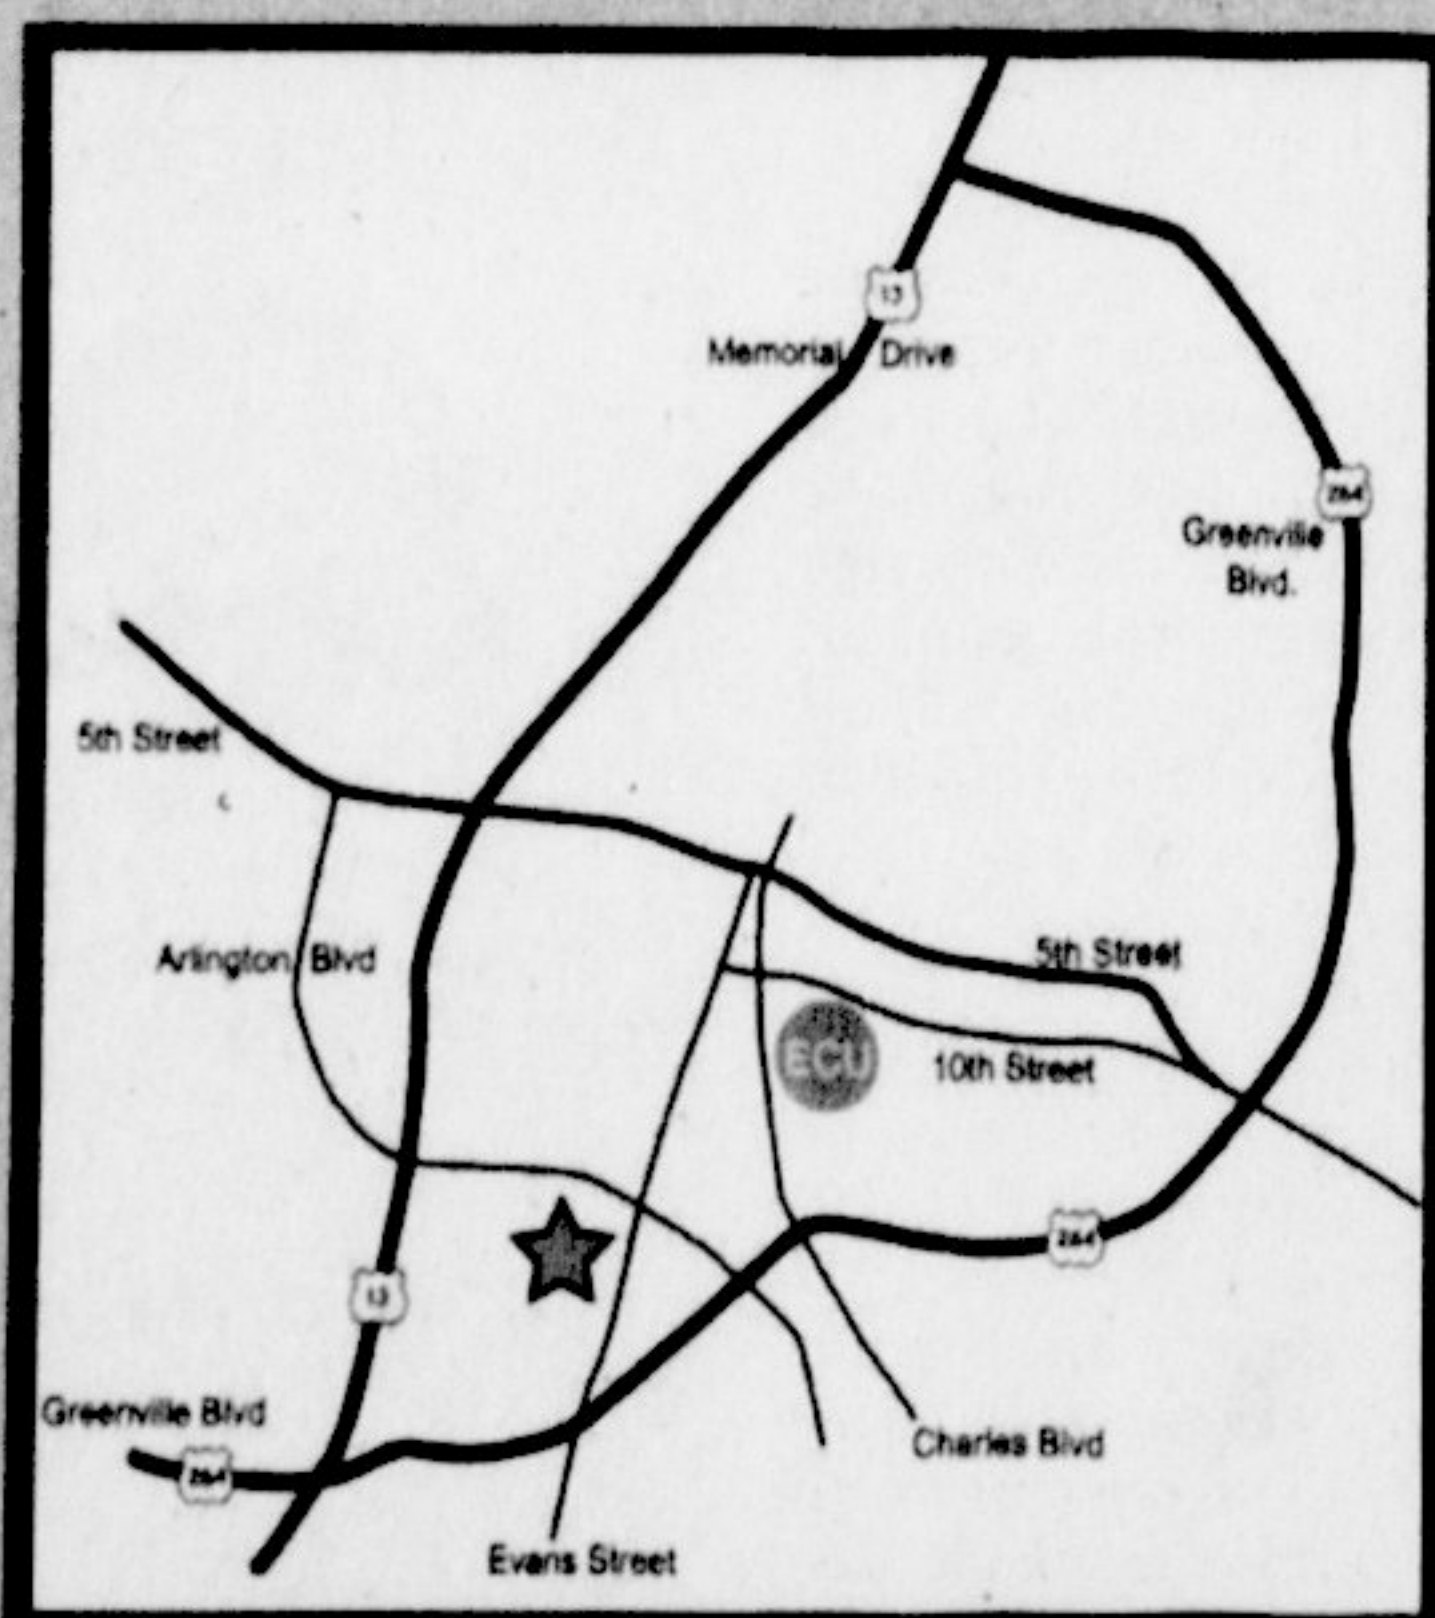 13
Memorial Drive
264
Greenville
Blvd.
5th Street
Arlington Blvd
5th Street
ECU
10th Street
264
13
Greenville Blvd
264
Charles Blvd
Evans Street